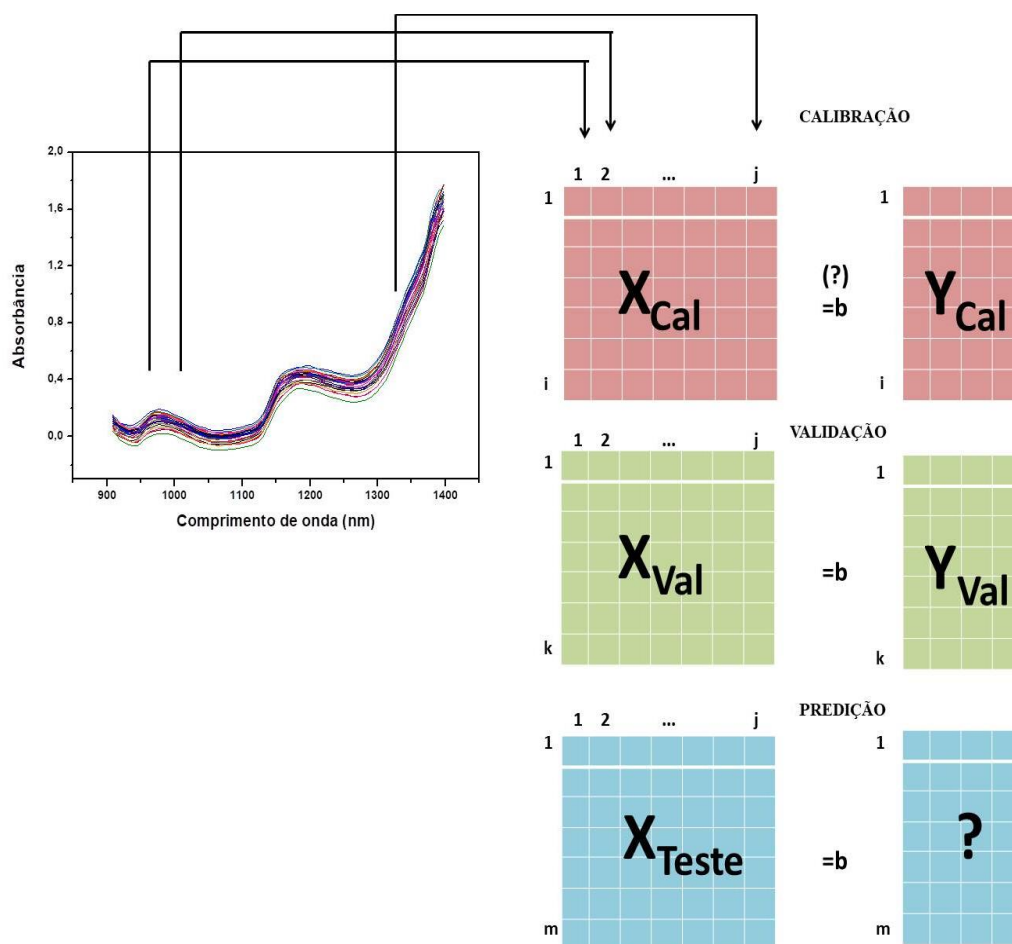 CALIBRAÇÃO
2,0
1,6
1,2
0,8
0,4
0,0
Absorbância
900 1000 1100 1200 1300 1400
Comprimento de onda (nm)
1 2 ... j
1
X Cal
i
(?)
=b
1
Y Cal
i
VALIDAÇÃO
1 2 ... j
1
X Val
k
=b
1
Y Val
k
PREDIÇÃO
1 2 ... j
1
X Teste
m
=b
1
?
m